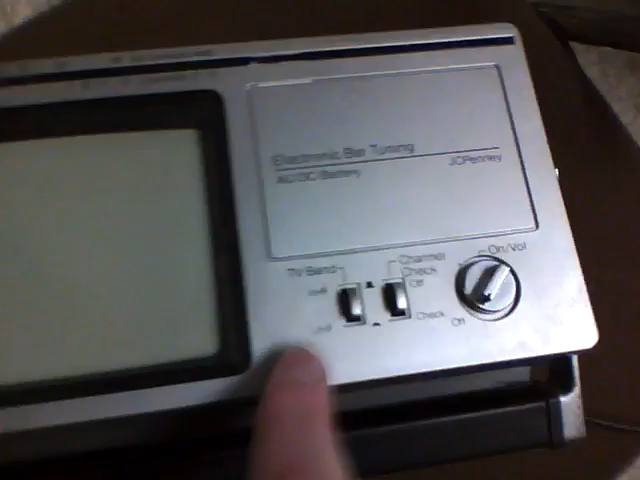 Electronic Bar Tuning
AC/DC/Battery JCPenney
On/Vol
TV Band
Channel
Check
Off
Check
Off